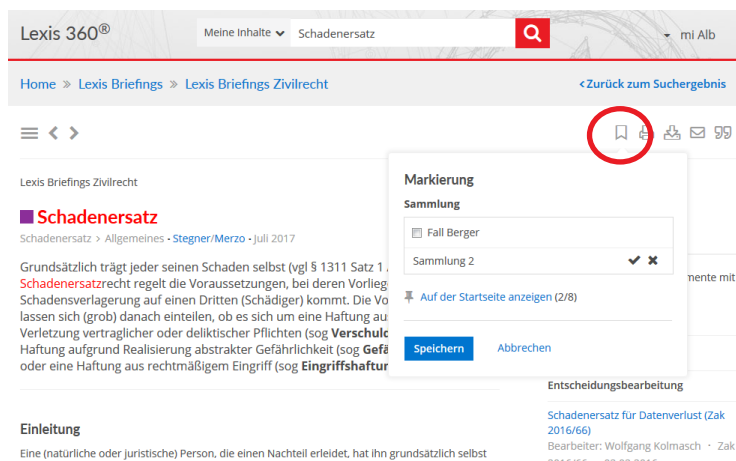 Lexis 360®
Meine Inhalte
Schadenersatz
mi Alb
Home » Lexis Briefings » Lexis Briefings Zivilrecht
Zurück zum Suchergebnis
Lexis Briefings Zivilrecht
Schadenersatz
Schadenersatz > Allgemeines • Stegner/Merzo • Juli 2017
Grundsätzlich trägt jeder seinen Schaden selbst (vgl § 1311 Satz 1
Schadenersatzrecht regelt die Voraussetzungen, bei deren Vorlieg
Schadensverlagerung auf einen Dritten (Schädiger) kommt. Die Vo
lassen sich (grob) danach einteilen, ob es sich um eine Haftung au
Verletzung vertraglicher oder deliktischer Pflichten (sog Verschuld
Haftung aufgrund Realisierung abstrakter Gefährlichkeit (sog Gefä
oder eine Haftung aus rechtmäßigem Eingriff (sog Eingriffshaftur
Markierung
Sammlung
Fall Berger
Sammlung 2
Auf der Startseite anzeigen (2/8)
Speichern
Abbrechen
mente mit
Einleitung
Eine (natürliche oder juristische) Person, die einen Nachteil erleidet, hat ihn grundsätzlich selbst
Entscheidungsbearbeitung
Schadenersatz für Datenverlust (Zak
2016/66)
Bearbeiter: Wolfgang Kolmasch · Zak